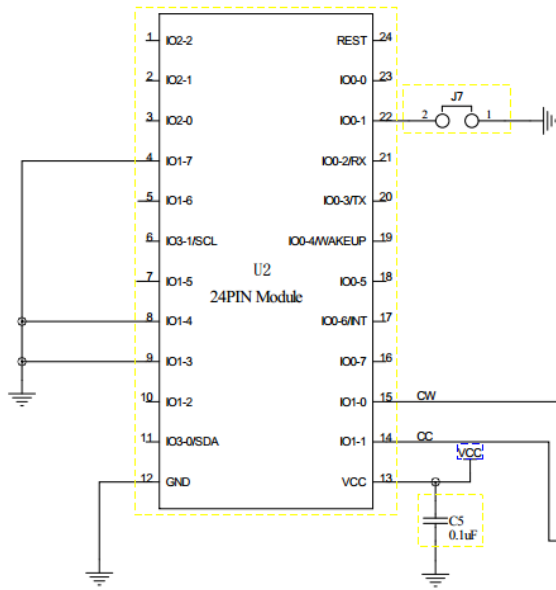 1 IO2-2 REST 24
2 IO2-1 IO0-0 23
J7
3 IO2-0 IO0-1 22 2 1
4 IO1-7 IO0-2/RX 21
5 IO1-6 IO0-3/TX 20
6 IO3-1/SCL IO0-4/WAKEUP 19
U2
7 IO1-5 IO0-5 18
24PIN Module
8 IO1-4 IO0-6/INT 17
9 IO1-3 IO0-7 16
10 IO1-2 IO1-0 15 CW
11 IO3-0/SDA IO1-1 14 CC
VCC
12 GND VCC 13
C5
0.1uF